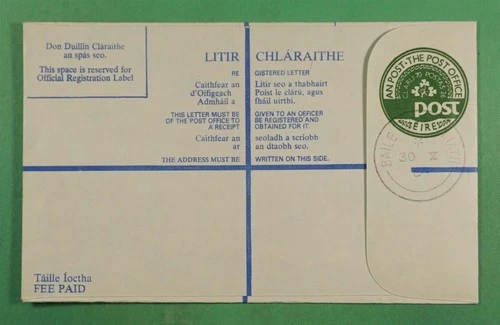 Don Duillín Cláraithe
an spás seo.
This space is reserved for
Official Registration Label
LITIR CHLÁRAITHE
REGISTERED LETTER
Caithfear an Litir seo a thabhairt
d'Oifigeach Poist le clárú, agus
Admháil a fháil uirthi.
THIS LETTER MUST BE GIVEN TO AN OFFICER
OF THE POST OFFICE TO BE REGISTERED AND
A RECEIPT OBTAINED FOR IT.
Caithfear an seoladh a scríobh
ar an dtaobh seo.
THE ADDRESS MUST BE WRITTEN ON THIS SIDE.
AN POST · THE POST OFFICE
post
ÉIRE
BAILE
30 X
Táille Íoctha
FEE PAID